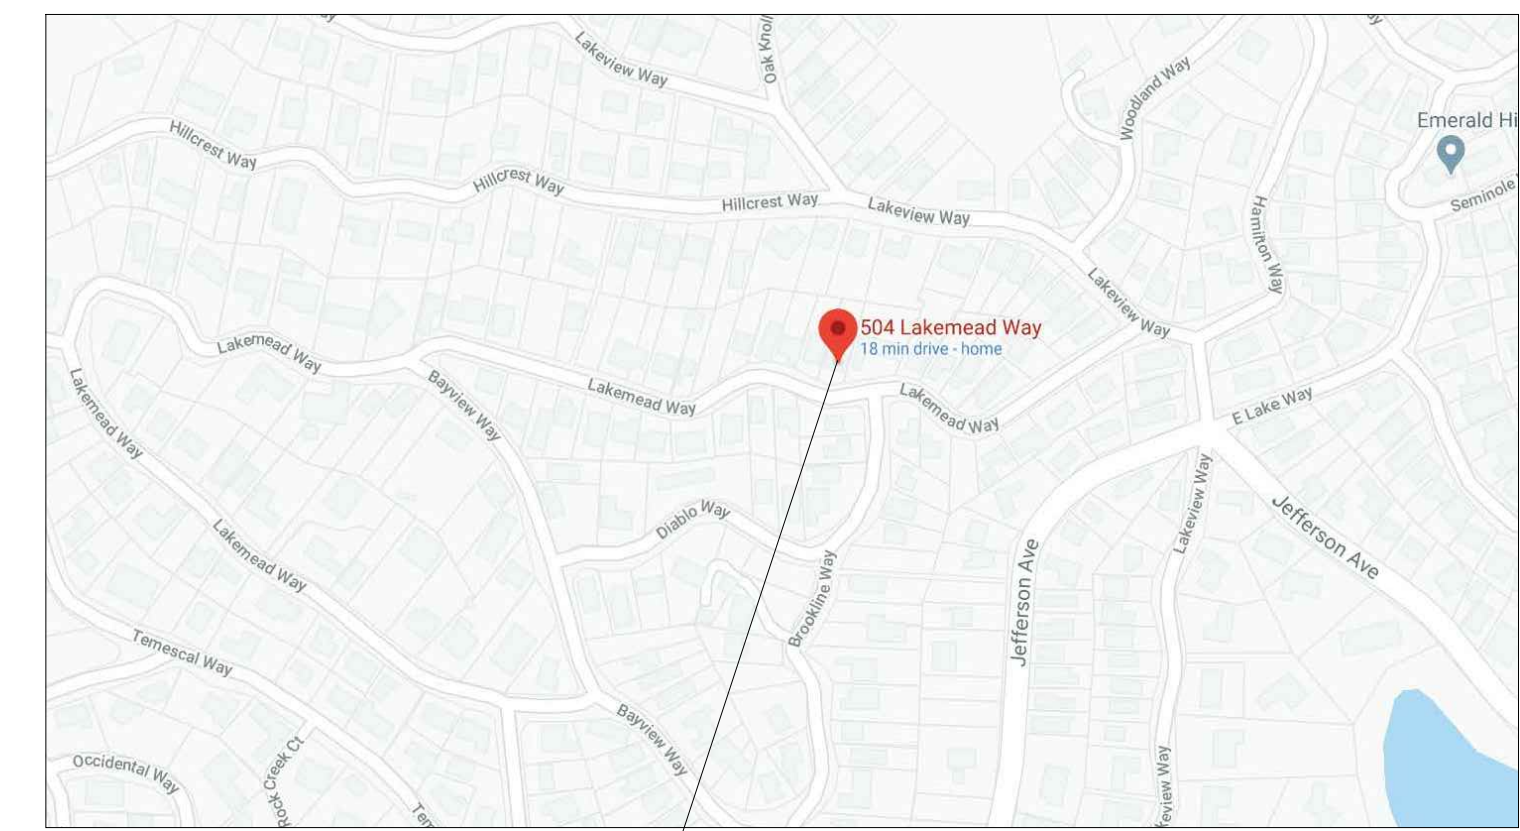 Lakeview Way
Oak Knoll
Woodland Way
Emerald Hi
Hillcrest Way
Hillcrest Way
Hillcrest Way
Lakeview Way
Seminole
Hamilton Way
Lakeview Way
504 Lakemead Way
18 min drive - home
Lakemead Way
Lakemead Way
Bayview Way
Lakemead Way
Lakemead Way
E Lake Way
Lakeview Way
Diablo Way
Jefferson Ave
Lakemead Way
Jefferson Ave
Brookline Way
Temescal Way
Bayview Way
Occidental Way
Rock Creek Ct
Tem
keview Way